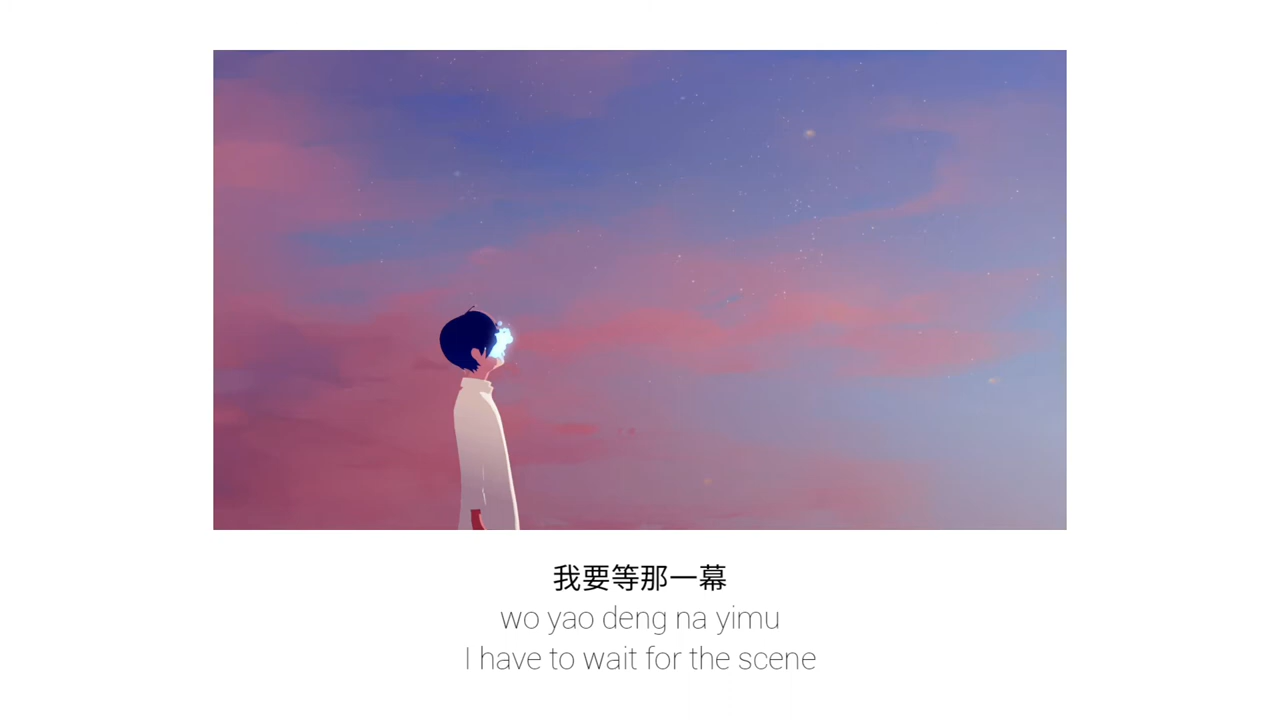 我要等那一幕
wo yao deng na yimu
I have to wait for the scene